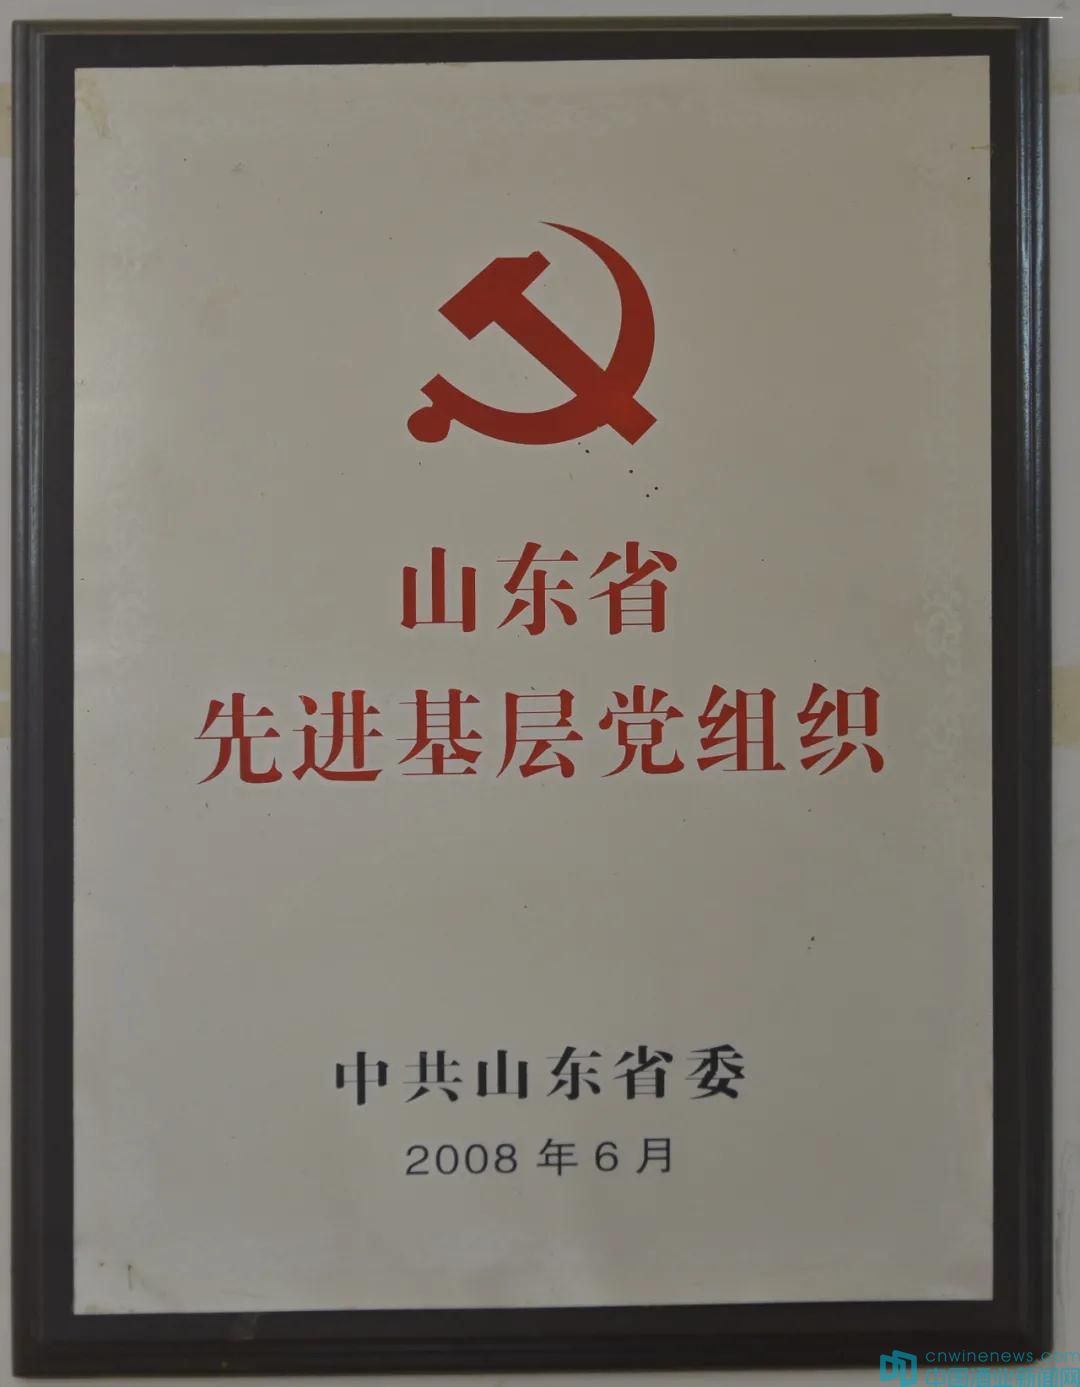 山东省
先进基层党组织
中共山东省委
2008年6月
cnwinenews.com
中国酒业新闻网